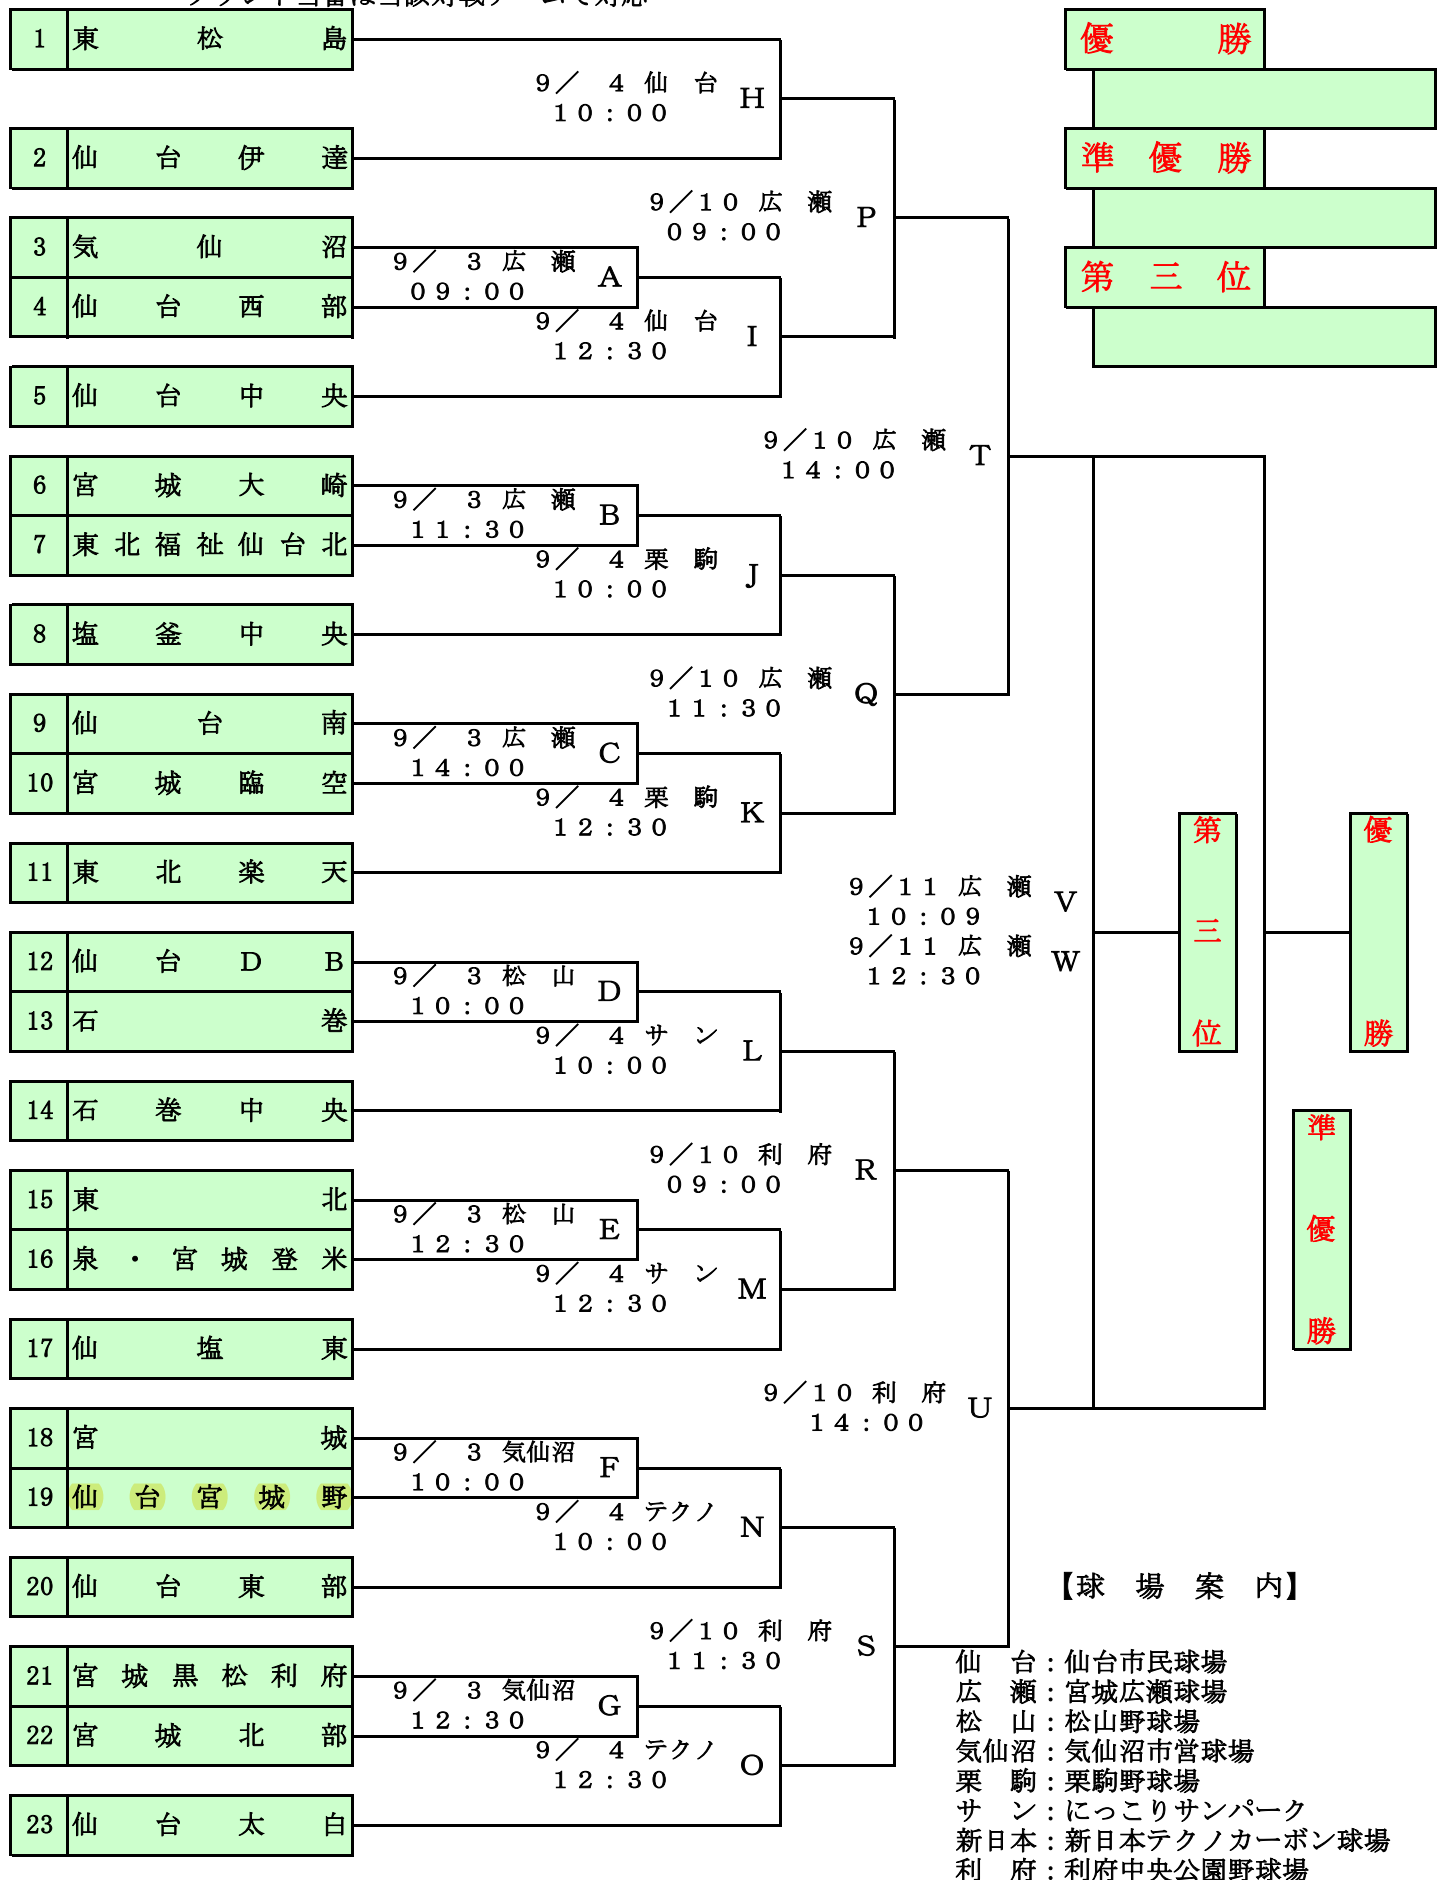 1 東松島
9／ 4 仙台
10:00 H
2 仙台伊達
9／10 広瀬
09:00 P
3 気仙沼
9／ 3 広瀬
09:00 A
4 仙台西部
9／ 4 仙台
12:30 I
5 仙台中央
9／10 広瀬
14:00 T
6 宮城大崎
9／ 3 広瀬
11:30 B
7 東北福祉仙台北
9／ 4 栗駒
10:00 J
8 塩釜中央
9／10 広瀬
11:30 Q
9 仙台南
9／ 3 広瀬
14:00 C
10 宮城臨空
9／ 4 栗駒
12:30 K
11 東北楽天
9／11 広瀬
10:09 V
9／11 広瀬
12:30 W
12 仙台DB
9／ 3 松山
10:00 D
13 石巻
9／ 4 サン
10:00 L
14 石巻中央
9／10 利府
09:00 R
15 東北
9／ 3 松山
12:30 E
16 泉・宮城登米
9／ 4 サン
12:30 M
17 仙塩東
9／10 利府
14:00 U
18 宮城
9／ 3 気仙沼
10:00 F
19 仙台宮城野
9／ 4 テクノ
10:00 N
20 仙台東部
9／10 利府
11:30 S
21 宮城黒松利府
9／ 3 気仙沼
12:30 G
22 宮城北部
9／ 4 テクノ
12:30 O
23 仙台太白
優勝
準優勝
第三位
第三位
優勝
準優勝
【球場案内】
仙台：仙台市民球場
広瀬：宮城広瀬球場
松山：松山野球場
気仙沼：気仙沼市営球場
栗駒：栗駒野球場
サン：にっこりサンパーク
新日本：新日本テクノカーボン球場
利府：利府中央公園野球場